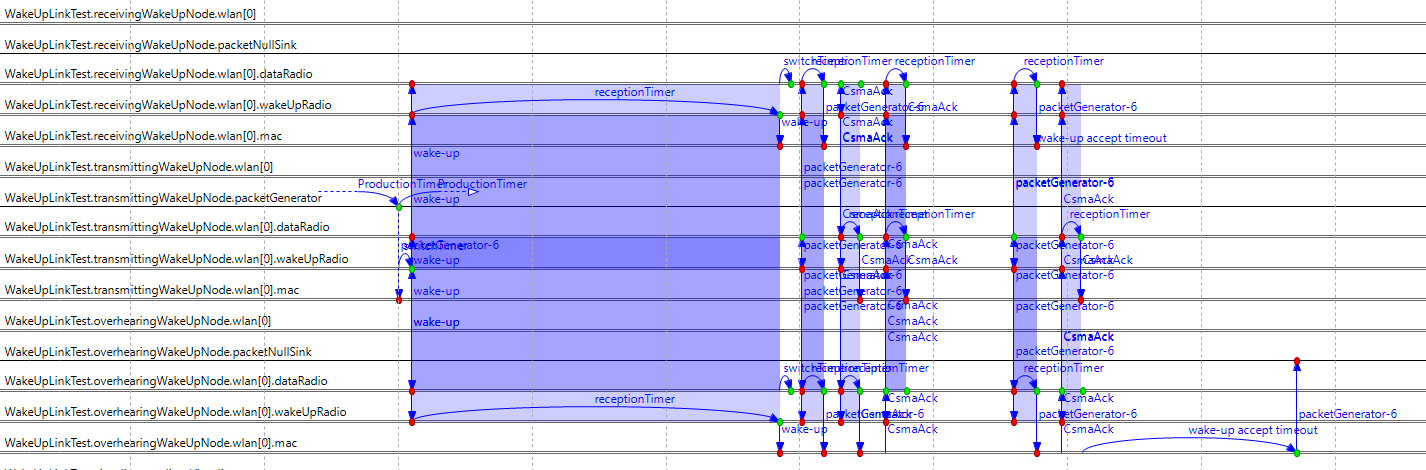 WakeUpLinkTest.receivingWakeUpNode.wlan[0]
WakeUpLinkTest.receivingWakeUpNode.packetNullSink
WakeUpLinkTest.receivingWakeUpNode.wlan[0].dataRadio
switchTimer receptionTimer receptionTimer receptionTimer
CsmaAck
WakeUpLinkTest.receivingWakeUpNode.wlan[0].wakeUpRadio
receptionTimer
packetGenerator-6 CsmaAck packetGenerator-6
wake-up CsmaAck
WakeUpLinkTest.receivingWakeUpNode.wlan[0].mac
CsmaAck wake-up accept timeout
wake-up
WakeUpLinkTest.transmittingWakeUpNode.wlan[0]
packetGenerator-6
ProductionTimer ProductionTimer packetGenerator-6 packetGenerator-6
WakeUpLinkTest.transmittingWakeUpNode.packetGenerator
wake-up CsmaAck
CsmaAck receptionTimer receptionTimer
WakeUpLinkTest.transmittingWakeUpNode.wlan[0].dataRadio
switchTimer packetGenerator-6 packetGenerator-6 CsmaAck packetGenerator-6 CsmaAck
WakeUpLinkTest.transmittingWakeUpNode.wlan[0].wakeUpRadio
wake-up CsmaAck CsmaAck CsmaAck CsmaAck
packetGenerator-6 CsmaAck packetGenerator-6
WakeUpLinkTest.transmittingWakeUpNode.wlan[0].mac
wake-up packetGenerator-6
packetGenerator-6 CsmaAck packetGenerator-6
WakeUpLinkTest.overhearingWakeUpNode.wlan[0]
wake-up CsmaAck
CsmaAck CsmaAck
WakeUpLinkTest.overhearingWakeUpNode.packetNullSink
packetGenerator-6
switchTimer receptionTimer receptionTimer receptionTimer
WakeUpLinkTest.overhearingWakeUpNode.wlan[0].dataRadio
receptionTimer CsmaAck CsmaAck
WakeUpLinkTest.overhearingWakeUpNode.wlan[0].wakeUpRadio
packetGenerator-6 CsmaAck packetGenerator-6 packetGenerator-6
wake-up CsmaAck CsmaAck wake-up accept timeout
WakeUpLinkTest.overhearingWakeUpNode.wlan[0].mac